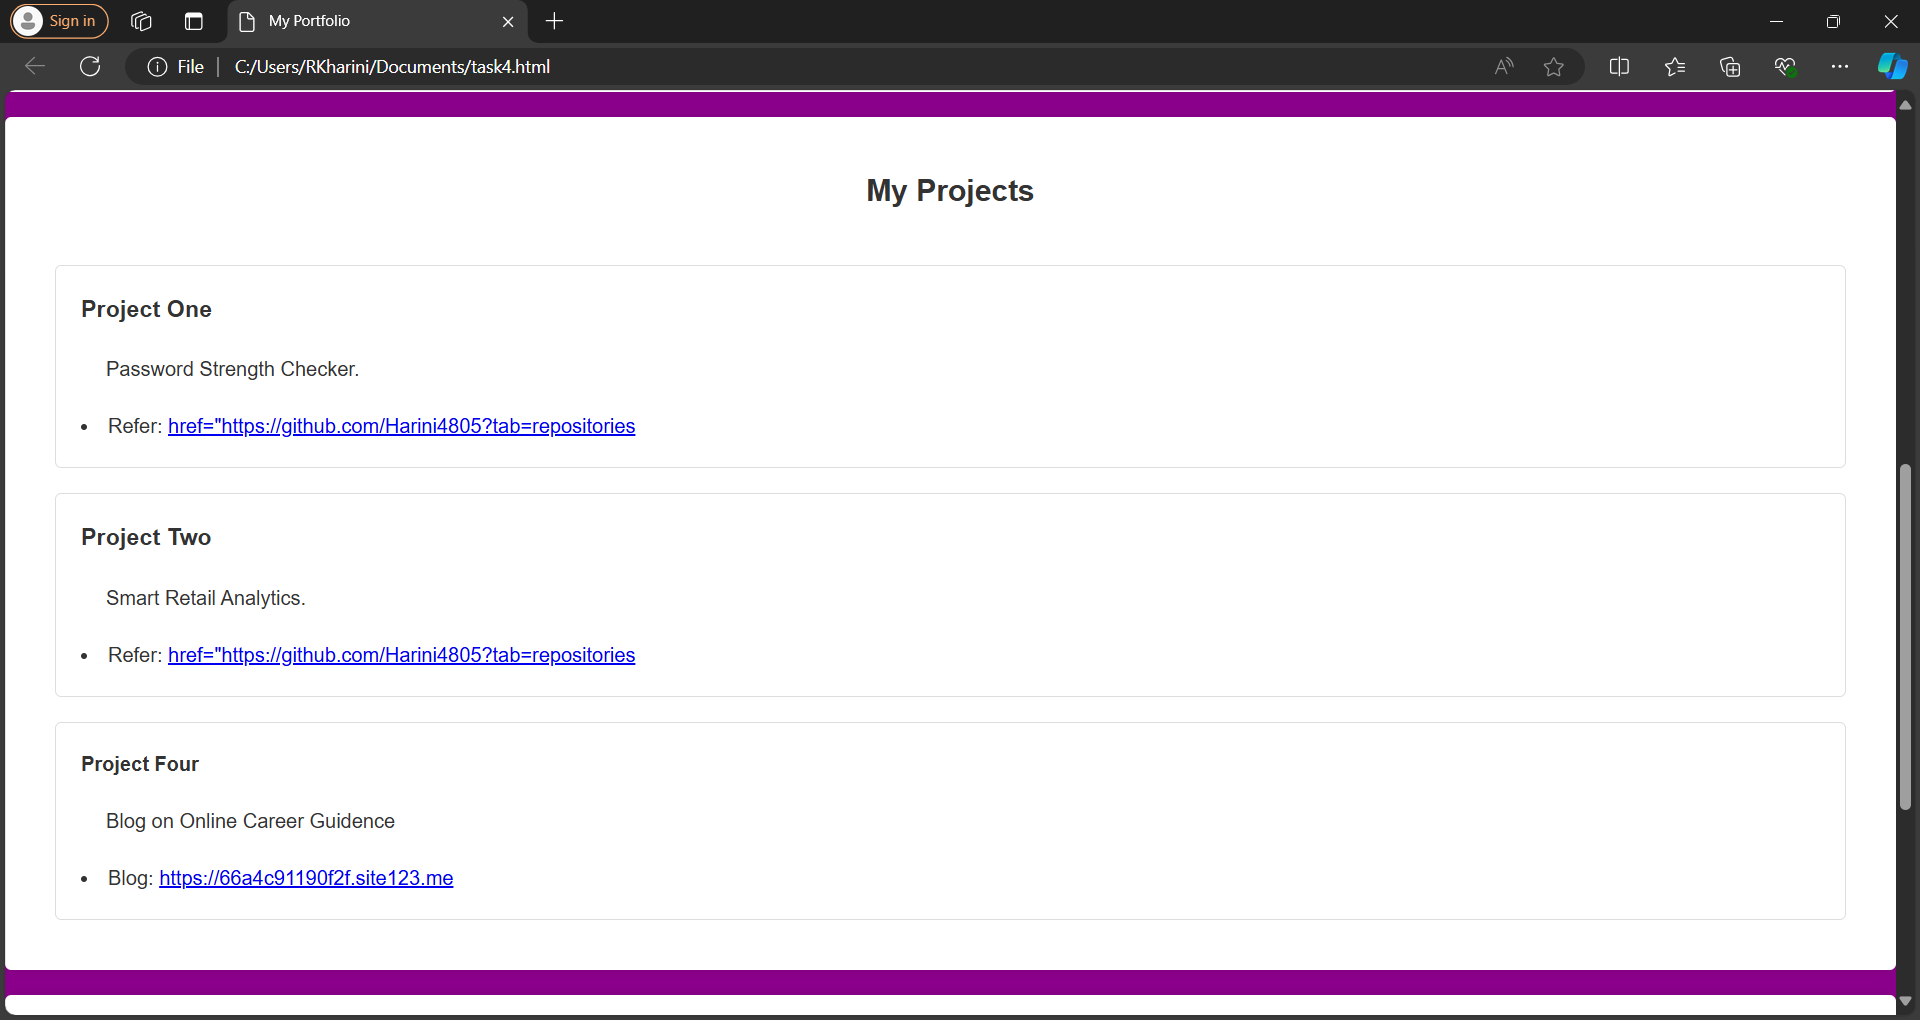 Sign in
My Portfolio
File
C:/Users/RKharini/Documents/task4.html
My Projects
Project One
Password Strength Checker.
• Refer: href="https://github.com/Harini4805?tab=repositories
Project Two
Smart Retail Analytics.
• Refer: href="https://github.com/Harini4805?tab=repositories
Project Four
Blog on Online Career Guidence
• Blog: https://66a4c91190f2f.site123.me